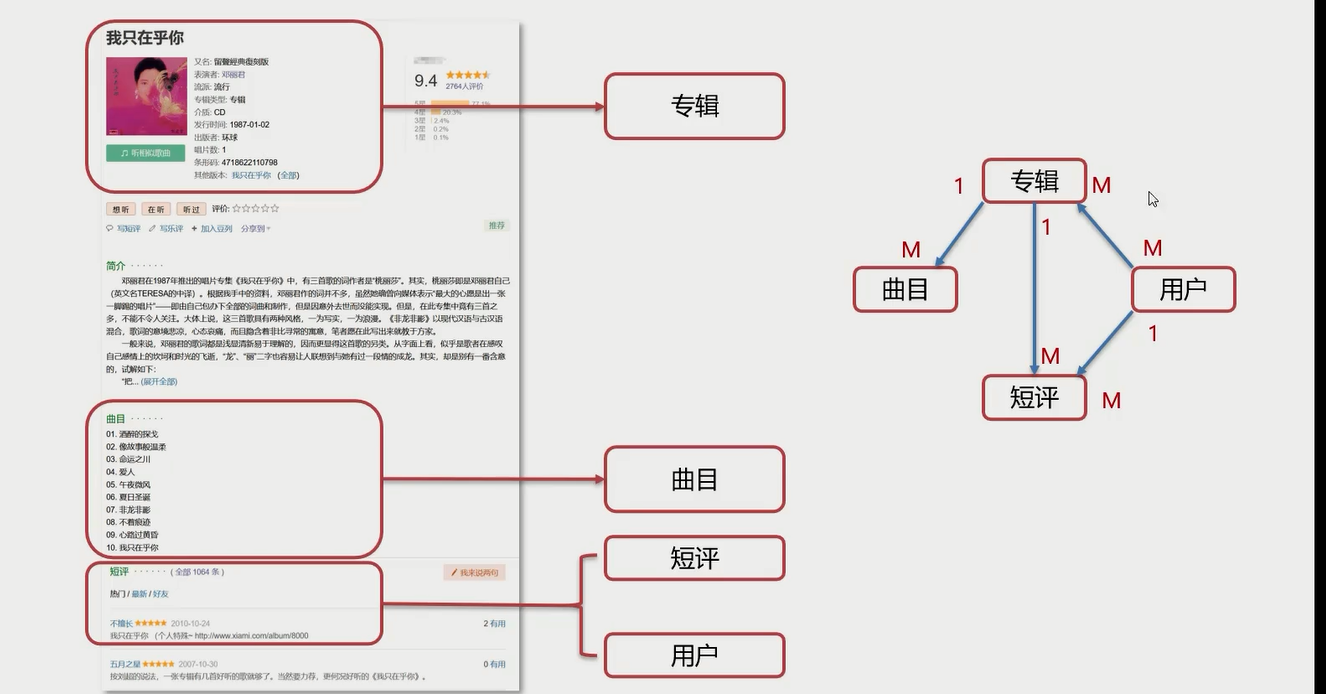 我只在乎你
又名: 留聲經典復刻版
表演者: 邓丽君
流派: 流行
专辑类型: 专辑
介质: CD
发行时间: 1987-01-02
出版者: 环球
唱片数: 1
条形码: 4718622110798
其他版本: 我只在乎你 (全部)
听相似歌曲
9.4
2764人评价
5星 77.1%
4星 20.3%
3星 2.4%
2星 0.2%
1星 0.1%
想听 在听 听过 评价:
写短评 写乐评 + 加入豆列 分享到
推荐
简介 · · · · · ·
邓丽君在1987年推出的唱片专集《我只在乎你》中，有三首歌的词作者是“桃丽莎”。其实，桃丽莎即是邓丽君自己
（英文名TERESA的中译）。根据我手中的资料，邓丽君作的词并不多，虽然她确曾向媒体表示“最大的心愿是出一张
一脚踢的唱片”——即由自己包办下全部的词曲和制作，但是因意外去世而没能实现。但是，在此专集中竟有三首之
多，不能不令人关注。大体上说，这三首歌具有两种风格，一为写实，一为浪漫。《非龙非彲》以现代汉语与古汉语
混合，歌词的意境悲凉，心态哀痛，而且隐含着非比寻常的寓意，笔者愿在此写出来就教于方家。
一般来说，邓丽君的歌词都是浅显清新易于理解的，因而更显得这首歌的另类。从字面上看，似乎是歌者在感叹
自己感情上的坎坷和时光的飞逝，“龙”、“丽”二字也容易让人联想到与她有过一段情的成龙。其实，却是别有一番含意
的，试解如下：
“把... (展开全部)
曲目 · · · · · ·
01. 酒醉的探戈
02. 像故事般温柔
03. 命运之川
04. 爱人
05. 午夜微风
06. 夏日圣诞
07. 非龙非彲
08. 不着痕迹
09. 心路过黄昏
10. 我只在乎你
短评 · · · · · · ( 全部 1064 条 )
我来说两句
热门 / 最新 / 好友
不擅长 2010-10-24
2 有用
我只在乎你 （个人特殊~ http://www.xiami.com/album/8000
五月之星 2007-10-30
0 有用
按刘超的说法，一张专辑有几首好听的歌就够了。当然要力荐，更何况好听的《我只在乎你》。
专辑
曲目
短评
用户
1
专辑
M
1
M
M
曲目
用户
1
M
短评
M